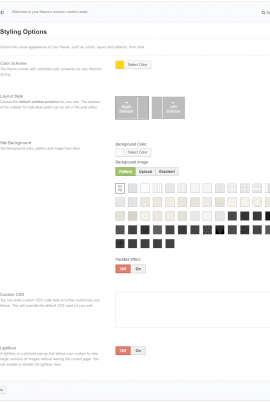 Welcome to your theme's income control center
Styling Options
Control the visual appearance of your theme, such as colors, layout and patterns, from here
Color Scheme
The theme comes with unlimited color schemes for your theme's
styling.
Select Color
Layout Style
Choose the default sidebar position for your site. The position
of the sidebar for individual posts can be set in the post editor.
Right
Sidebar
Left
Sidebar
Site Background
Set background color, pattern and image from here
Background Color
Select Color
Background Image
Pattern Upload Gradient
No
bg
Parallax Effect
Off On
Custom CSS
You can enter custom CSS code here to further customize your
theme. This will override the default CSS used on your site.
Lightbox
A lightbox is a stylized pop-up that allows your visitors to view
larger versions of images without leaving the current page. You
can enable or disable the lightbox here
Off On